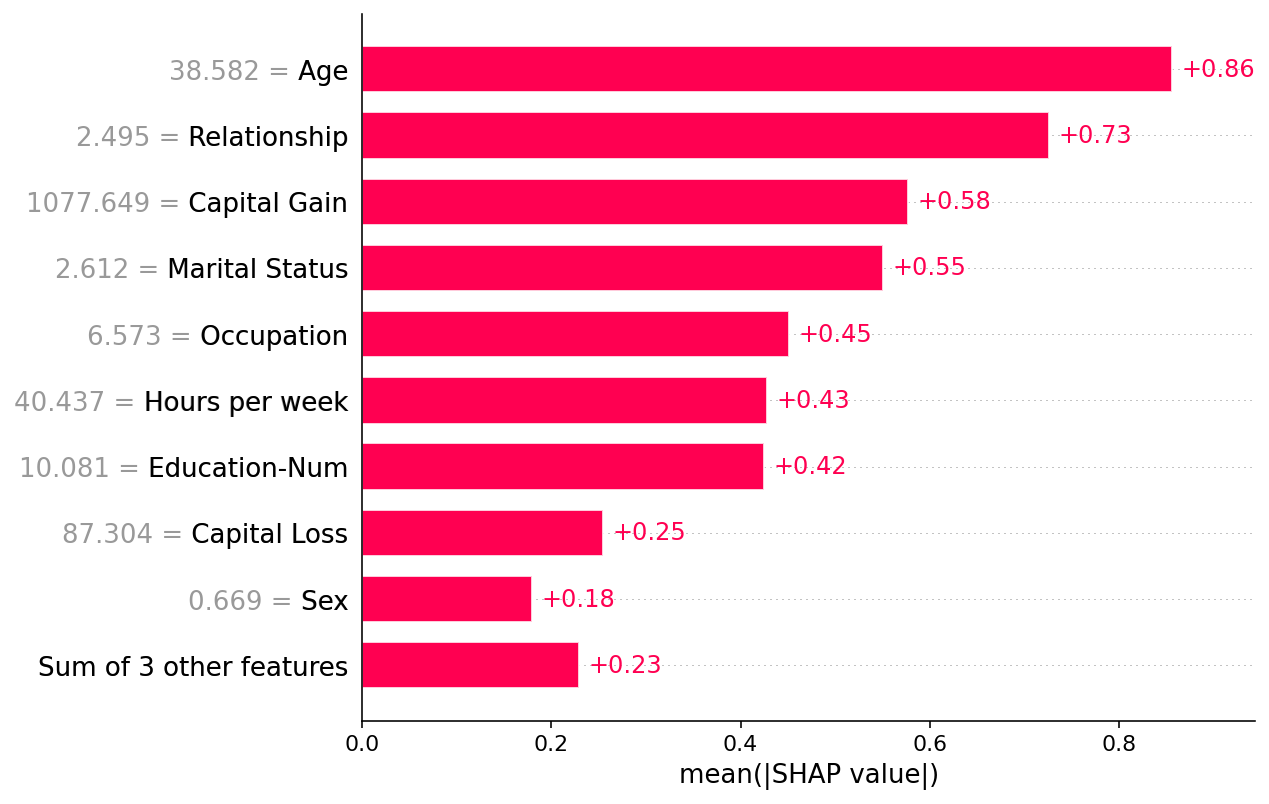 38.582 = Age +0.86
2.495 = Relationship +0.73
1077.649 = Capital Gain +0.58
2.612 = Marital Status +0.55
6.573 = Occupation +0.45
40.437 = Hours per week +0.43
10.081 = Education-Num +0.42
87.304 = Capital Loss +0.25
0.669 = Sex +0.18
Sum of 3 other features +0.23
0.0 0.2 0.4 0.6 0.8
mean(|SHAP value|)